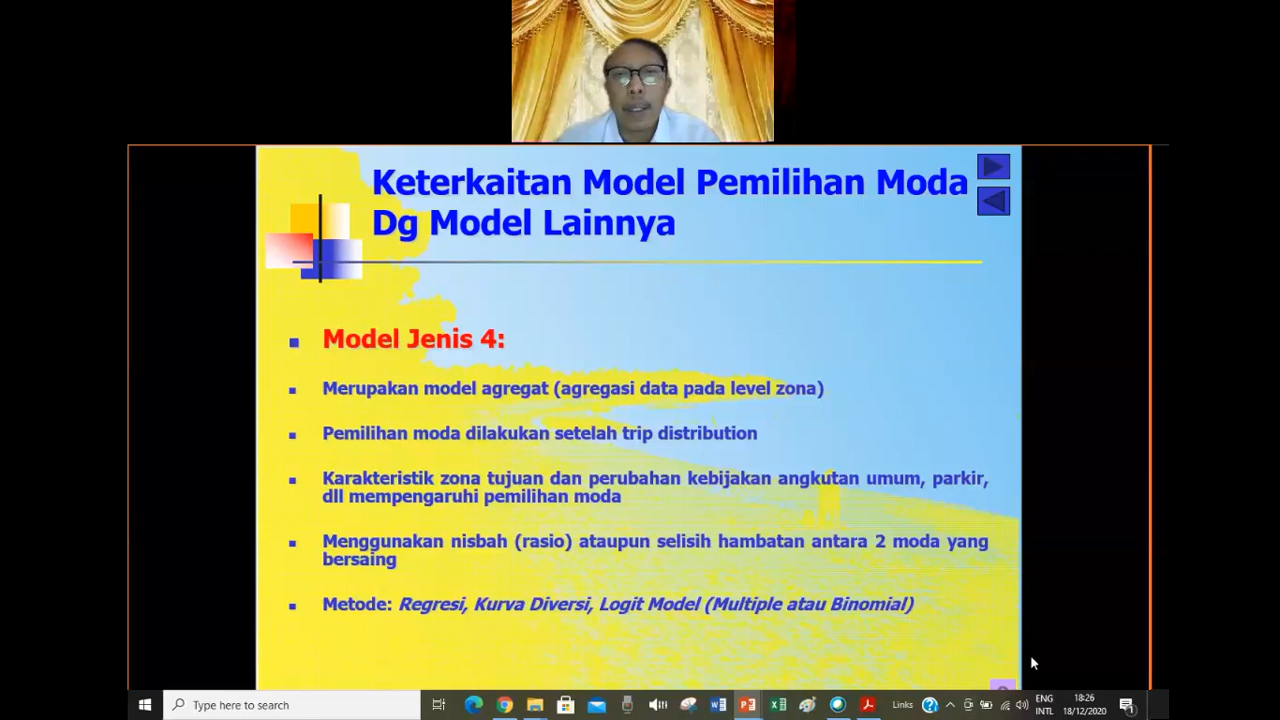 Keterkaitan Model Pemilihan Moda
Dg Model Lainnya
Model Jenis 4:
Merupakan model agregat (agregasi data pada level zona)
Pemilihan moda dilakukan setelah trip distribution
Karakteristik zona tujuan dan perubahan kebijakan angkutan umum, parkir,
dll mempengaruhi pemilihan moda
Menggunakan nisbah (rasio) ataupun selisih hambatan antara 2 moda yang
bersaing
Metode: Regresi, Kurva Diversi, Logit Model (Multiple atau Binomial)
Type here to search
Links
ENG
INTL
18:26
18/12/2020